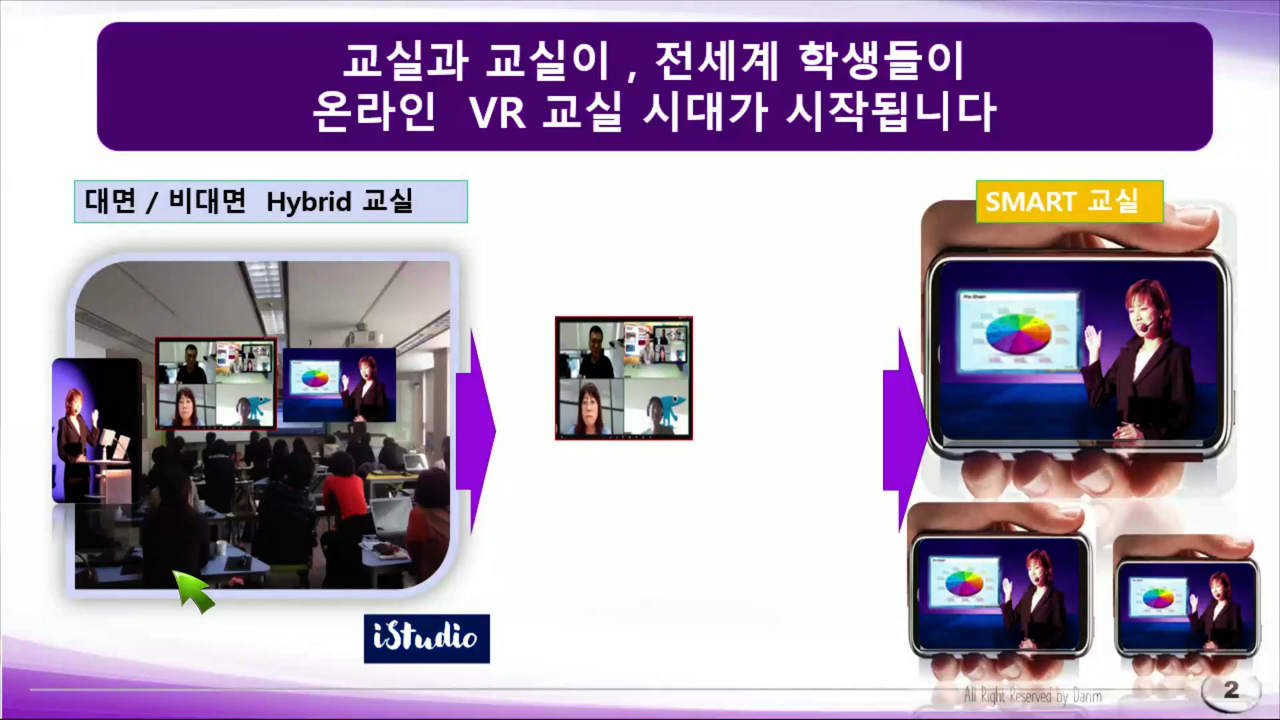 교실과 교실이 , 전세계 학생들이
온라인 VR 교실 시대가 시작됩니다
대면 / 비대면 Hybrid 교실
SMART 교실
iStudio
All Right Reserved by Darim
2